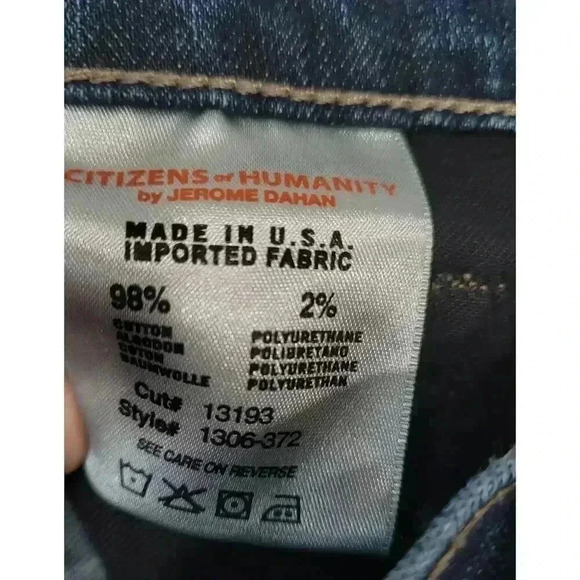 CITIZENS of HUMANITY
by JEROME DAHAN
MADE IN U.S.A.
IMPORTED FABRIC
98% 2%
COTTON POLYURETHANE
ALGODON POLIURETANO
COTON POLYURETHANE
BAUMWOLLE POLYURETHAN
Cut# 13193
Style# 1306-372
SEE CARE ON REVERSE